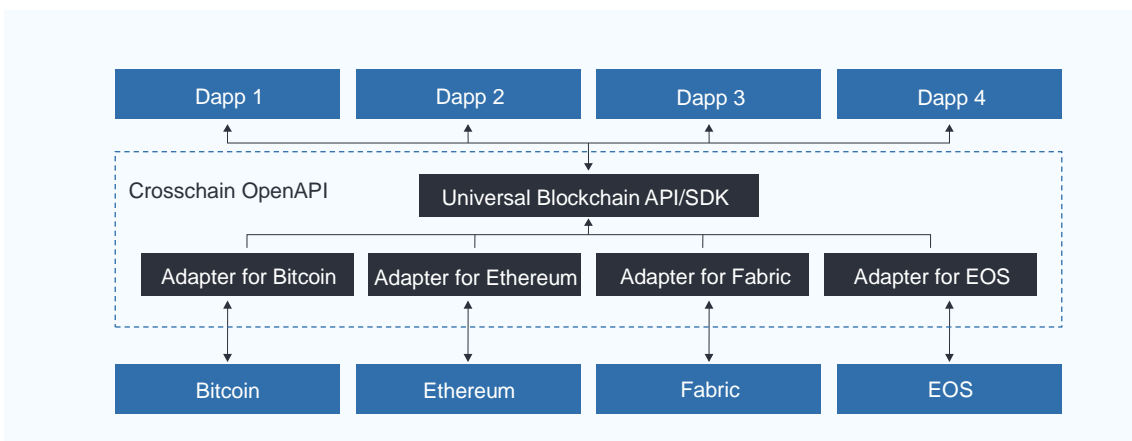 Dapp 1
Dapp 2
Dapp 3
Dapp 4
Crosschain OpenAPI
Universal Blockchain API/SDK
Adapter for Bitcoin
Adapter for Ethereum
Adapter for Fabric
Adapter for EOS
Bitcoin
Ethereum
Fabric
EOS